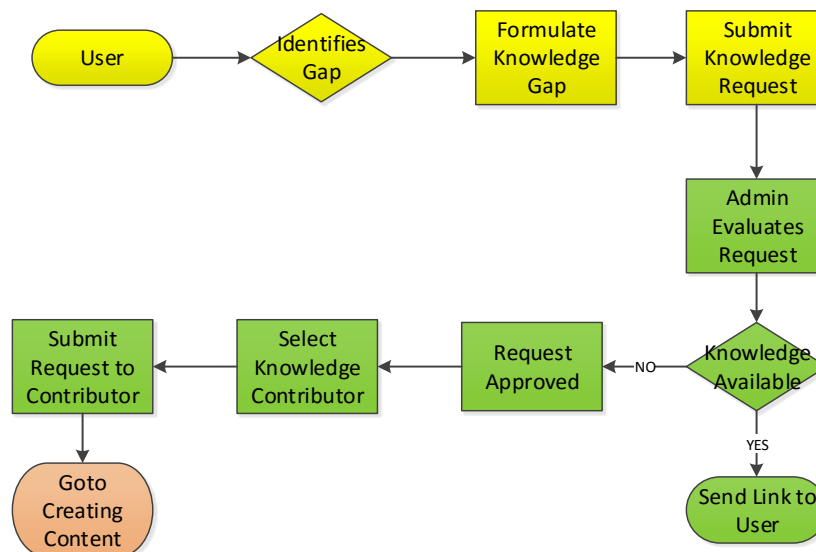 User
Identifies
Gap
Formulate
Knowledge
Gap
Submit
Knowledge
Request
Admin
Evaluates
Request
Submit
Request to
Contributor
Select
Knowledge
Contributor
Request
Approved
NO
Knowledge
Available
YES
Goto
Creating
Content
Send Link to
User